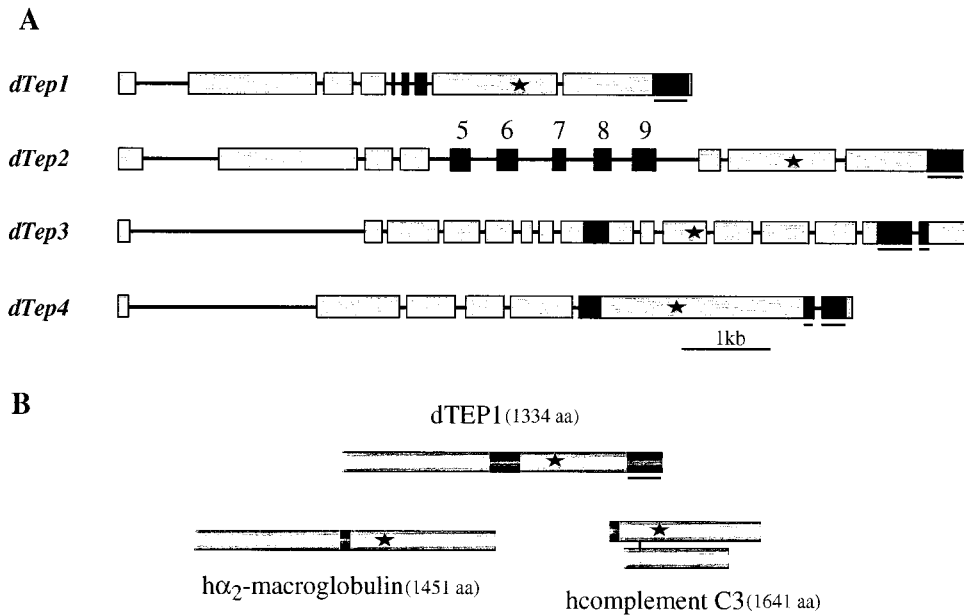 A
dTep1
5 6 7 8 9
dTep2
dTep3
dTep4
1kb
B
dTEP1(1334 aa)
hα₂-macroglobulin(1451 aa)
hcomplement C3(1641 aa)